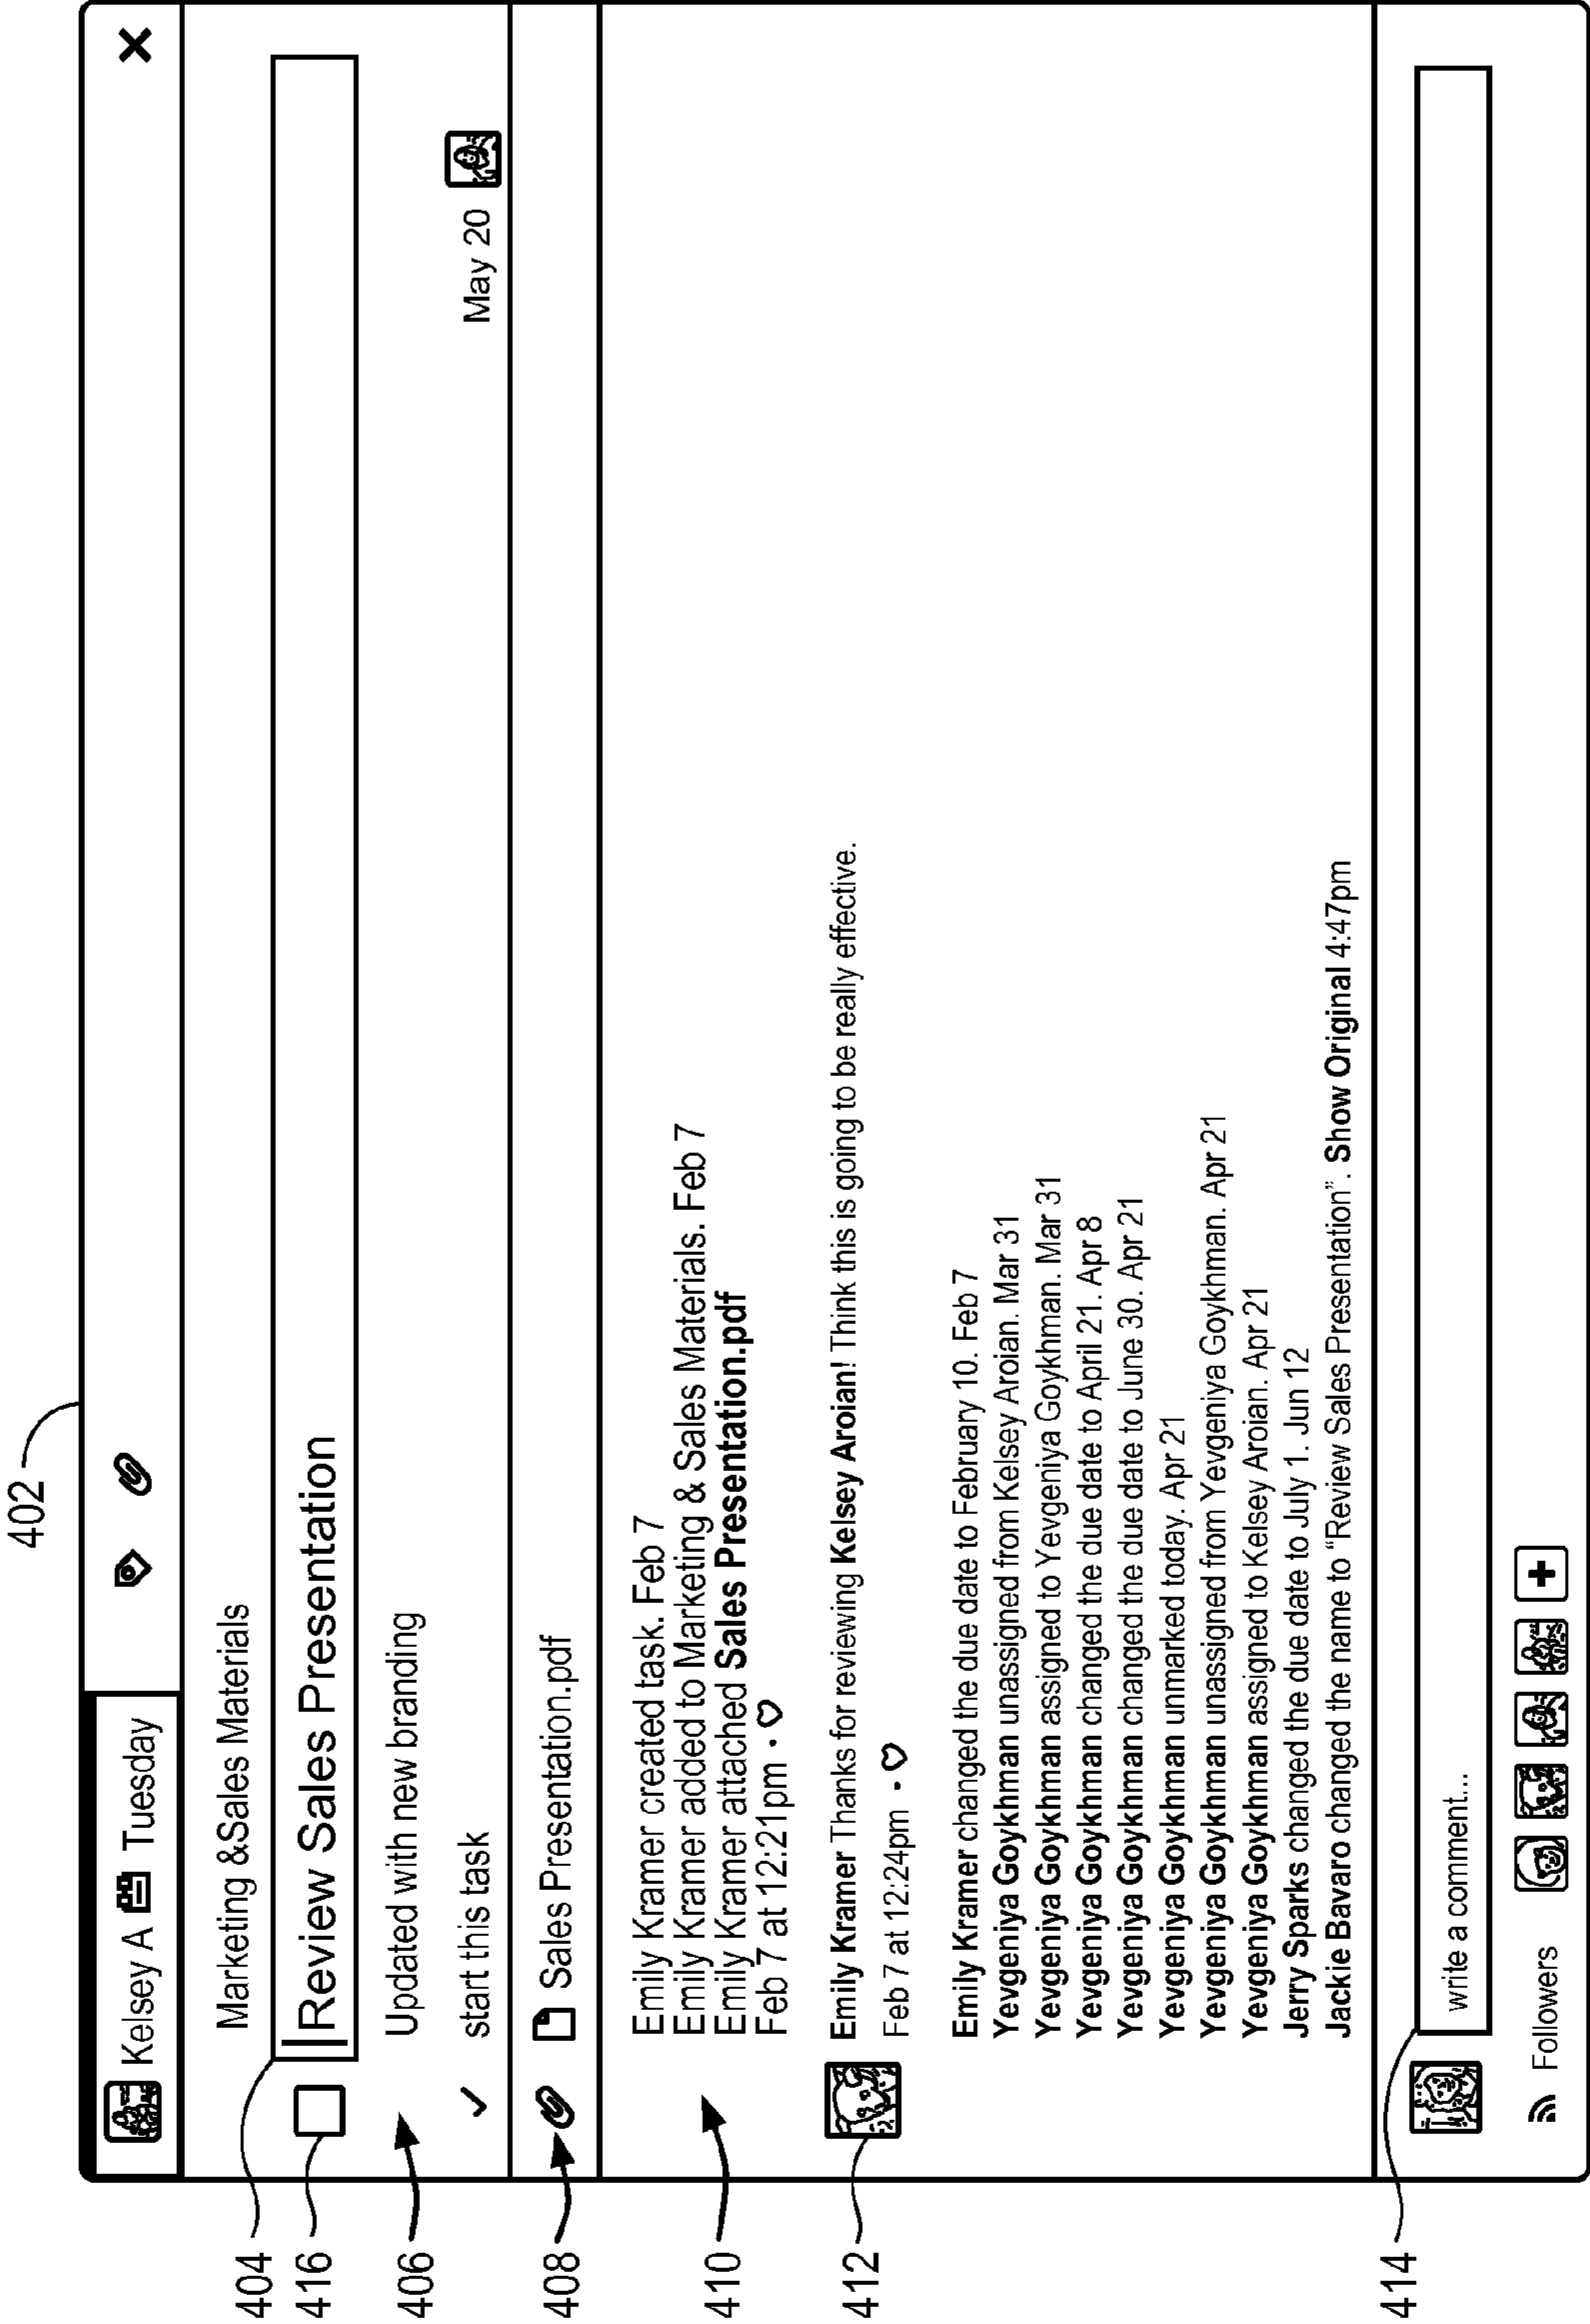 402
Kelsey A Tuesday
Marketing &Sales Materials
404
Review Sales Presentation
416
Updated with new branding
406
start this task
May 20
Sales Presentation.pdf
408
Emily Kramer created task. Feb 7
Emily Kramer added to Marketing & Sales Materials. Feb 7
Emily Kramer attached Sales Presentation.pdf
Feb 7 at 12:21pm ·
410
Emily Kramer Thanks for reviewing Kelsey Aroian! Think this is going to be really effective.
Feb 7 at 12:24pm ·
412
Emily Kramer changed the due date to February 10. Feb 7
Yevgeniya Goykhman unassigned from Kelsey Aroian. Mar 31
Yevgeniya Goykhman assigned to Yevgeniya Goykhman. Mar 31
Yevgeniya Goykhman changed the due date to April 21. Apr 8
Yevgeniya Goykhman changed the due date to June 30. Apr 21
Yevgeniya Goykhman unmarked today. Apr 21
Yevgeniya Goykhman unassigned from Yevgeniya Goykhman. Apr 21
Yevgeniya Goykhman assigned to Kelsey Aroian. Apr 21
Jerry Sparks changed the due date to July 1. Jun 12
Jackie Bavaro changed the name to “Review Sales Presentation”. Show Original 4:47pm
414
write a comment...
Followers